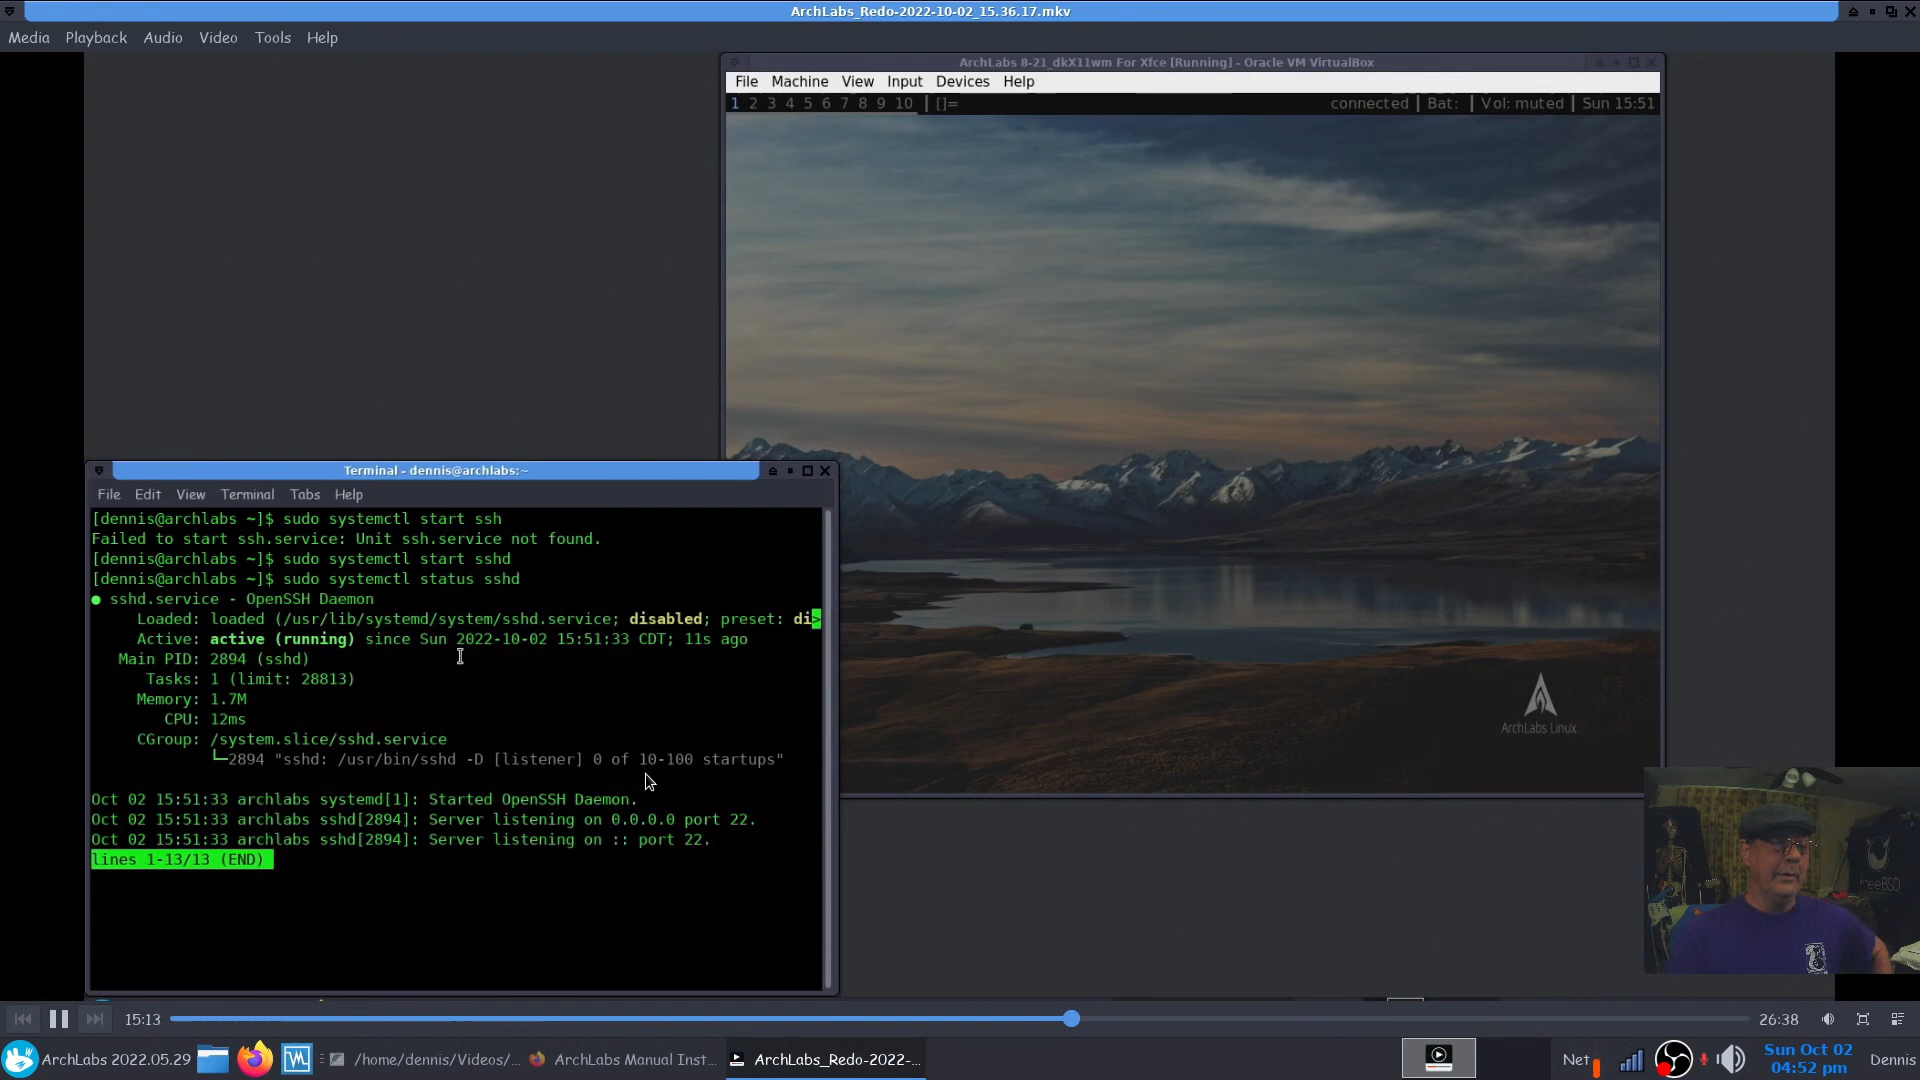 ArchLabs_Redo-2022-10-02_15.36.17.mkv
Media Playback Audio Video Tools Help
ArchLabs 8-21_dkX11wm For Xfce [Running] - Oracle VM VirtualBox
File Machine View Input Devices Help
1 2 3 4 5 6 7 8 9 10 | []=
connected | Bat: | Vol: muted | Sun 15:51
ArchLabs Linux
Terminal - dennis@archlabs:~
File Edit View Terminal Tabs Help
[dennis@archlabs ~]$ sudo systemctl start ssh
Failed to start ssh.service: Unit ssh.service not found.
[dennis@archlabs ~]$ sudo systemctl start sshd
[dennis@archlabs ~]$ sudo systemctl status sshd
● sshd.service - OpenSSH Daemon
Loaded: loaded (/usr/lib/systemd/system/sshd.service; disabled; preset: di>
Active: active (running) since Sun 2022-10-02 15:51:33 CDT; 11s ago
Main PID: 2894 (sshd)
Tasks: 1 (limit: 28813)
Memory: 1.7M
CPU: 12ms
CGroup: /system.slice/sshd.service
└─2894 "sshd: /usr/bin/sshd -D [listener] 0 of 10-100 startups"
Oct 02 15:51:33 archlabs systemd[1]: Started OpenSSH Daemon.
Oct 02 15:51:33 archlabs sshd[2894]: Server listening on 0.0.0.0 port 22.
Oct 02 15:51:33 archlabs sshd[2894]: Server listening on :: port 22.
lines 1-13/13 (END)
FreeBSD
15:13
26:38
ArchLabs 2022.05.29
/home/dennis/Videos/...
ArchLabs Manual Inst...
ArchLabs_Redo-2022-...
Net
Sun Oct 02
04:52 pm
Dennis